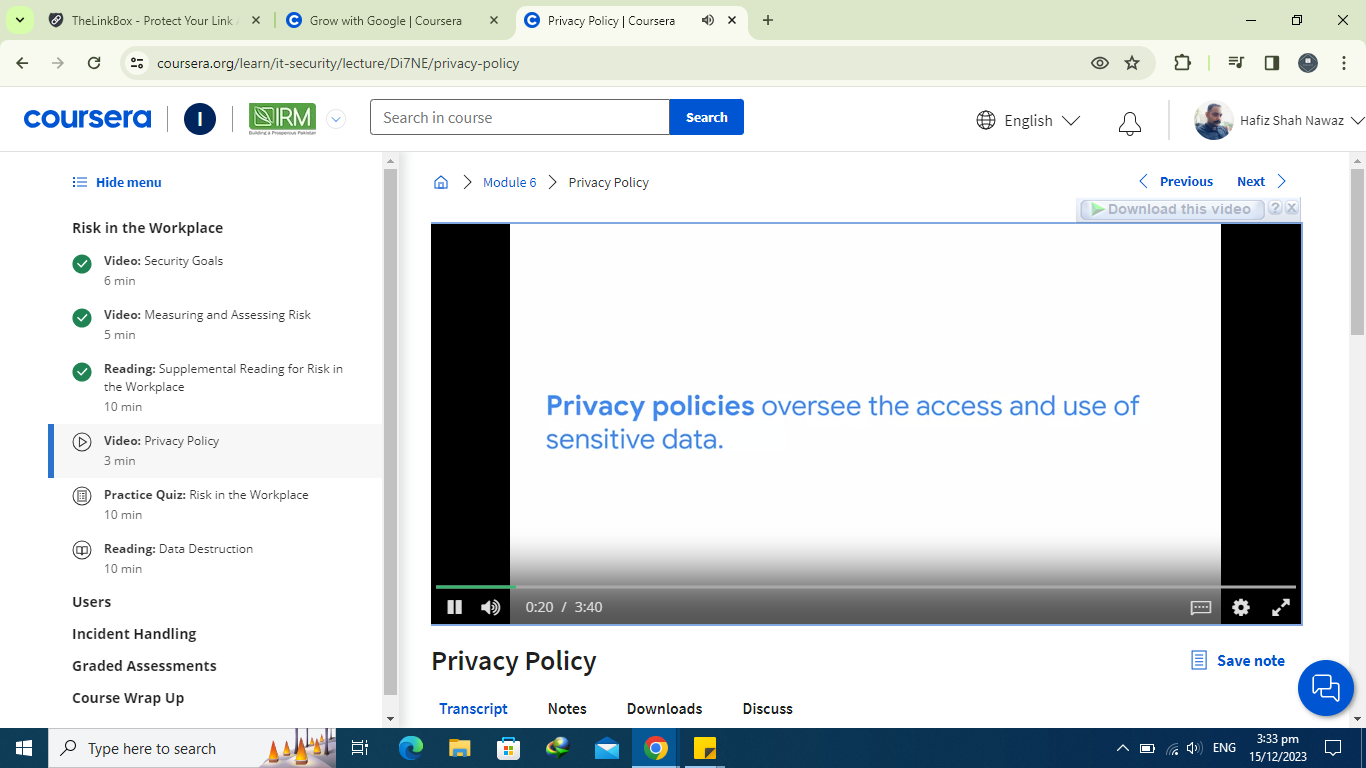 TheLinkBox - Protect Your Link
Grow with Google | Coursera
Privacy Policy | Coursera
coursera.org/learn/it-security/lecture/Di7NE/privacy-policy
coursera
I
IRM
Building a Prosperous Pakistan
Search in course
Search
English
Hafiz Shah Nawaz
Hide menu
Risk in the Workplace
Video: Security Goals
6 min
Video: Measuring and Assessing Risk
5 min
Reading: Supplemental Reading for Risk in
the Workplace
10 min
Video: Privacy Policy
3 min
Practice Quiz: Risk in the Workplace
10 min
Reading: Data Destruction
10 min
Users
Incident Handling
Graded Assessments
Course Wrap Up
Module 6
Privacy Policy
Previous
Next
Download this video ? X
Privacy policies oversee the access and use of
sensitive data.
0:20 / 3:40
Privacy Policy
Save note
Transcript
Notes
Downloads
Discuss
Type here to search
ENG
3:33 pm
15/12/2023